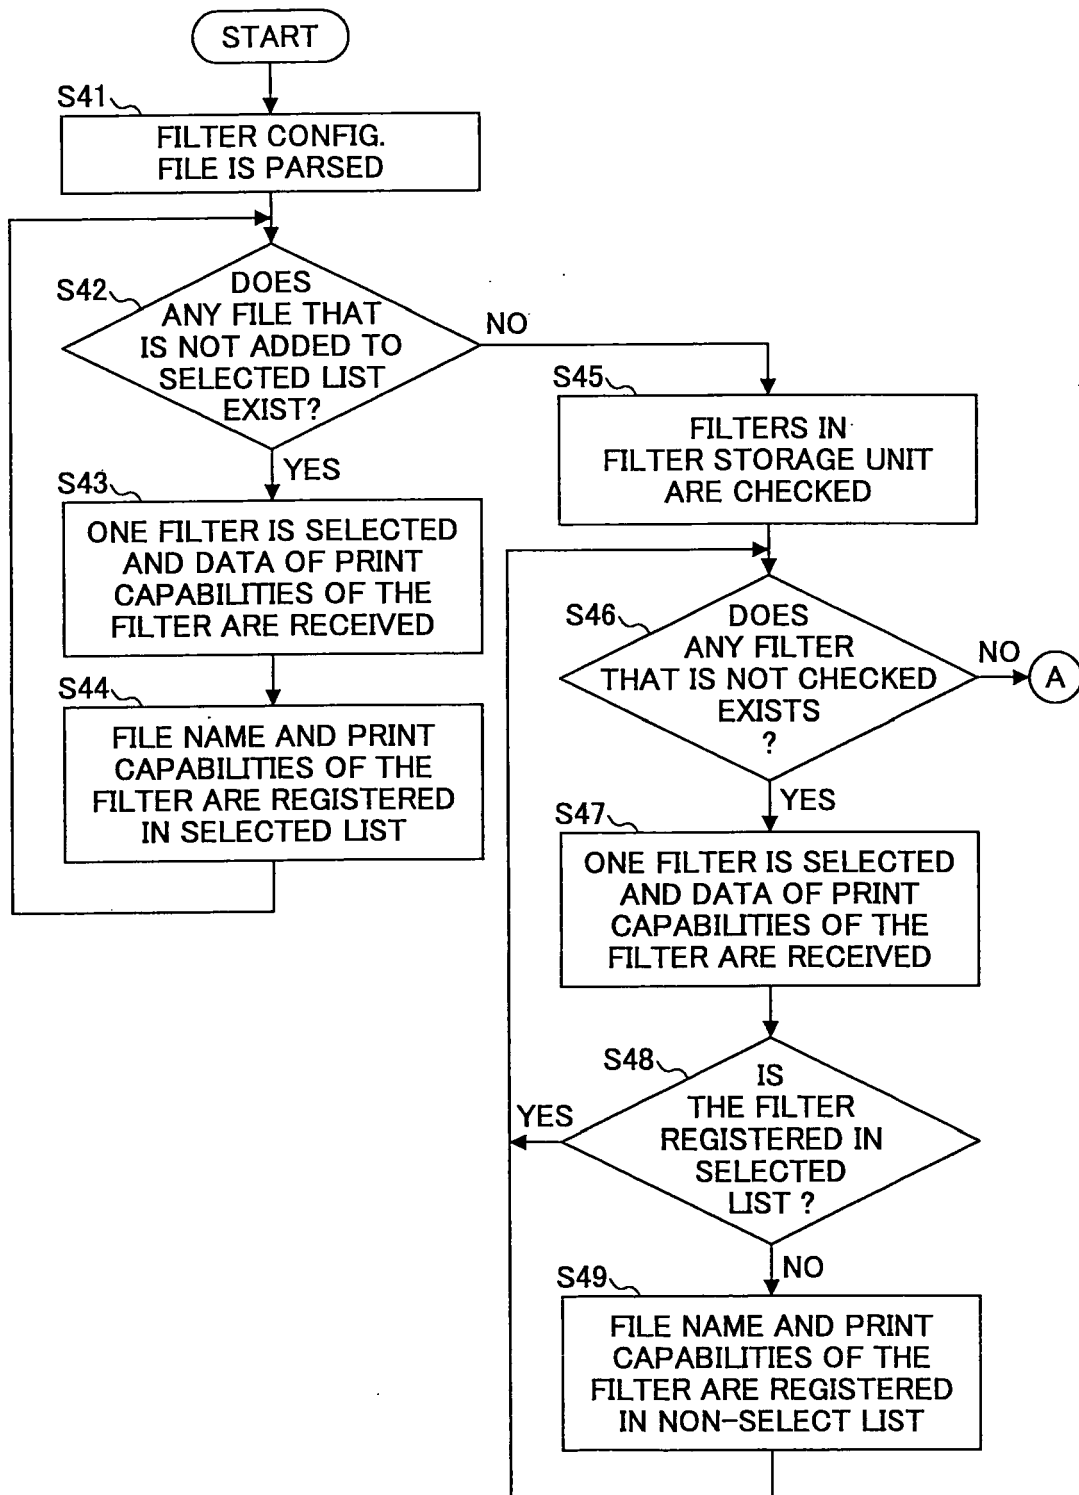 START
S41
FILTER CONFIG.
FILE IS PARSED
S42
DOES
ANY FILE THAT
IS NOT ADDED TO
SELECTED LIST
EXIST?
NO
YES
S43
ONE FILTER IS SELECTED
AND DATA OF PRINT
CAPABILITIES OF THE
FILTER ARE RECEIVED
S44
FILE NAME AND PRINT
CAPABILITIES OF THE
FILTER ARE REGISTERED
IN SELECTED LIST
S45
FILTERS IN
FILTER STORAGE UNIT
ARE CHECKED
S46
DOES
ANY FILTER
THAT IS NOT CHECKED
EXISTS
?
NO
A
YES
S47
ONE FILTER IS SELECTED
AND DATA OF PRINT
CAPABILITIES OF THE
FILTER ARE RECEIVED
S48
IS
THE FILTER
REGISTERED IN
SELECTED
LIST ?
YES
NO
S49
FILE NAME AND PRINT
CAPABILITIES OF THE
FILTER ARE REGISTERED
IN NON-SELECT LIST